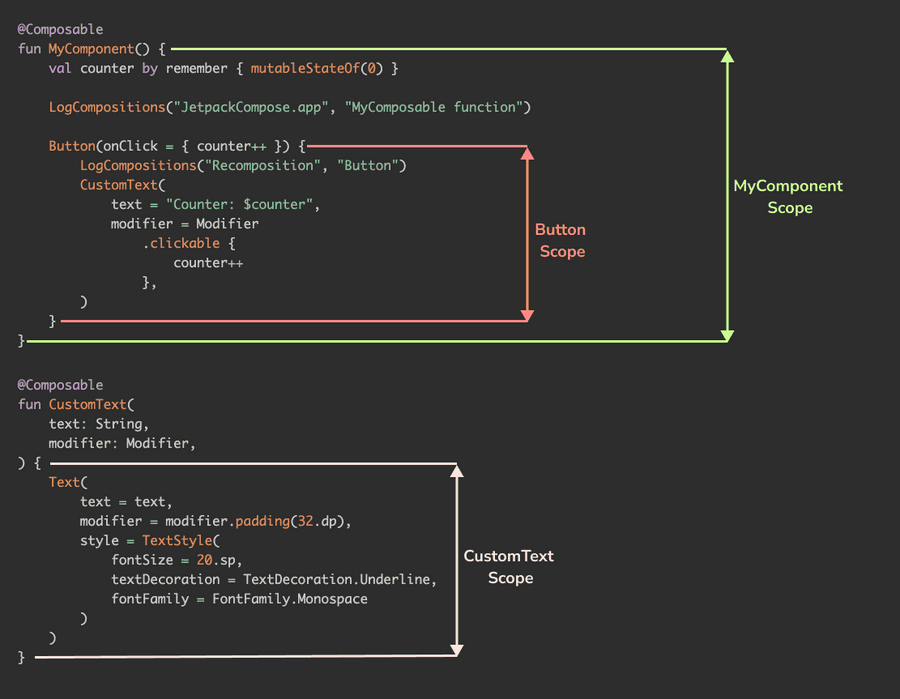 @Composable
fun MyComponent() {
    val counter by remember { mutableStateOf(0) }
    LogCompositions("JetpackCompose.app", "MyComposable function")
    Button(onClick = { counter++ }) {
        LogCompositions("Recomposition", "Button")
        CustomText(
            text = "Counter: $counter",
            modifier = Modifier
                .clickable {
                    counter++
                },
        )
    }
}
MyComponent
Scope
Button
Scope
@Composable
fun CustomText(
    text: String,
    modifier: Modifier,
) {
    Text(
        text = text,
        modifier = modifier.padding(32.dp),
        style = TextStyle(
            fontSize = 20.sp,
            textDecoration = TextDecoration.Underline,
            fontFamily = FontFamily.Monospace
        )
    )
}
CustomText
Scope